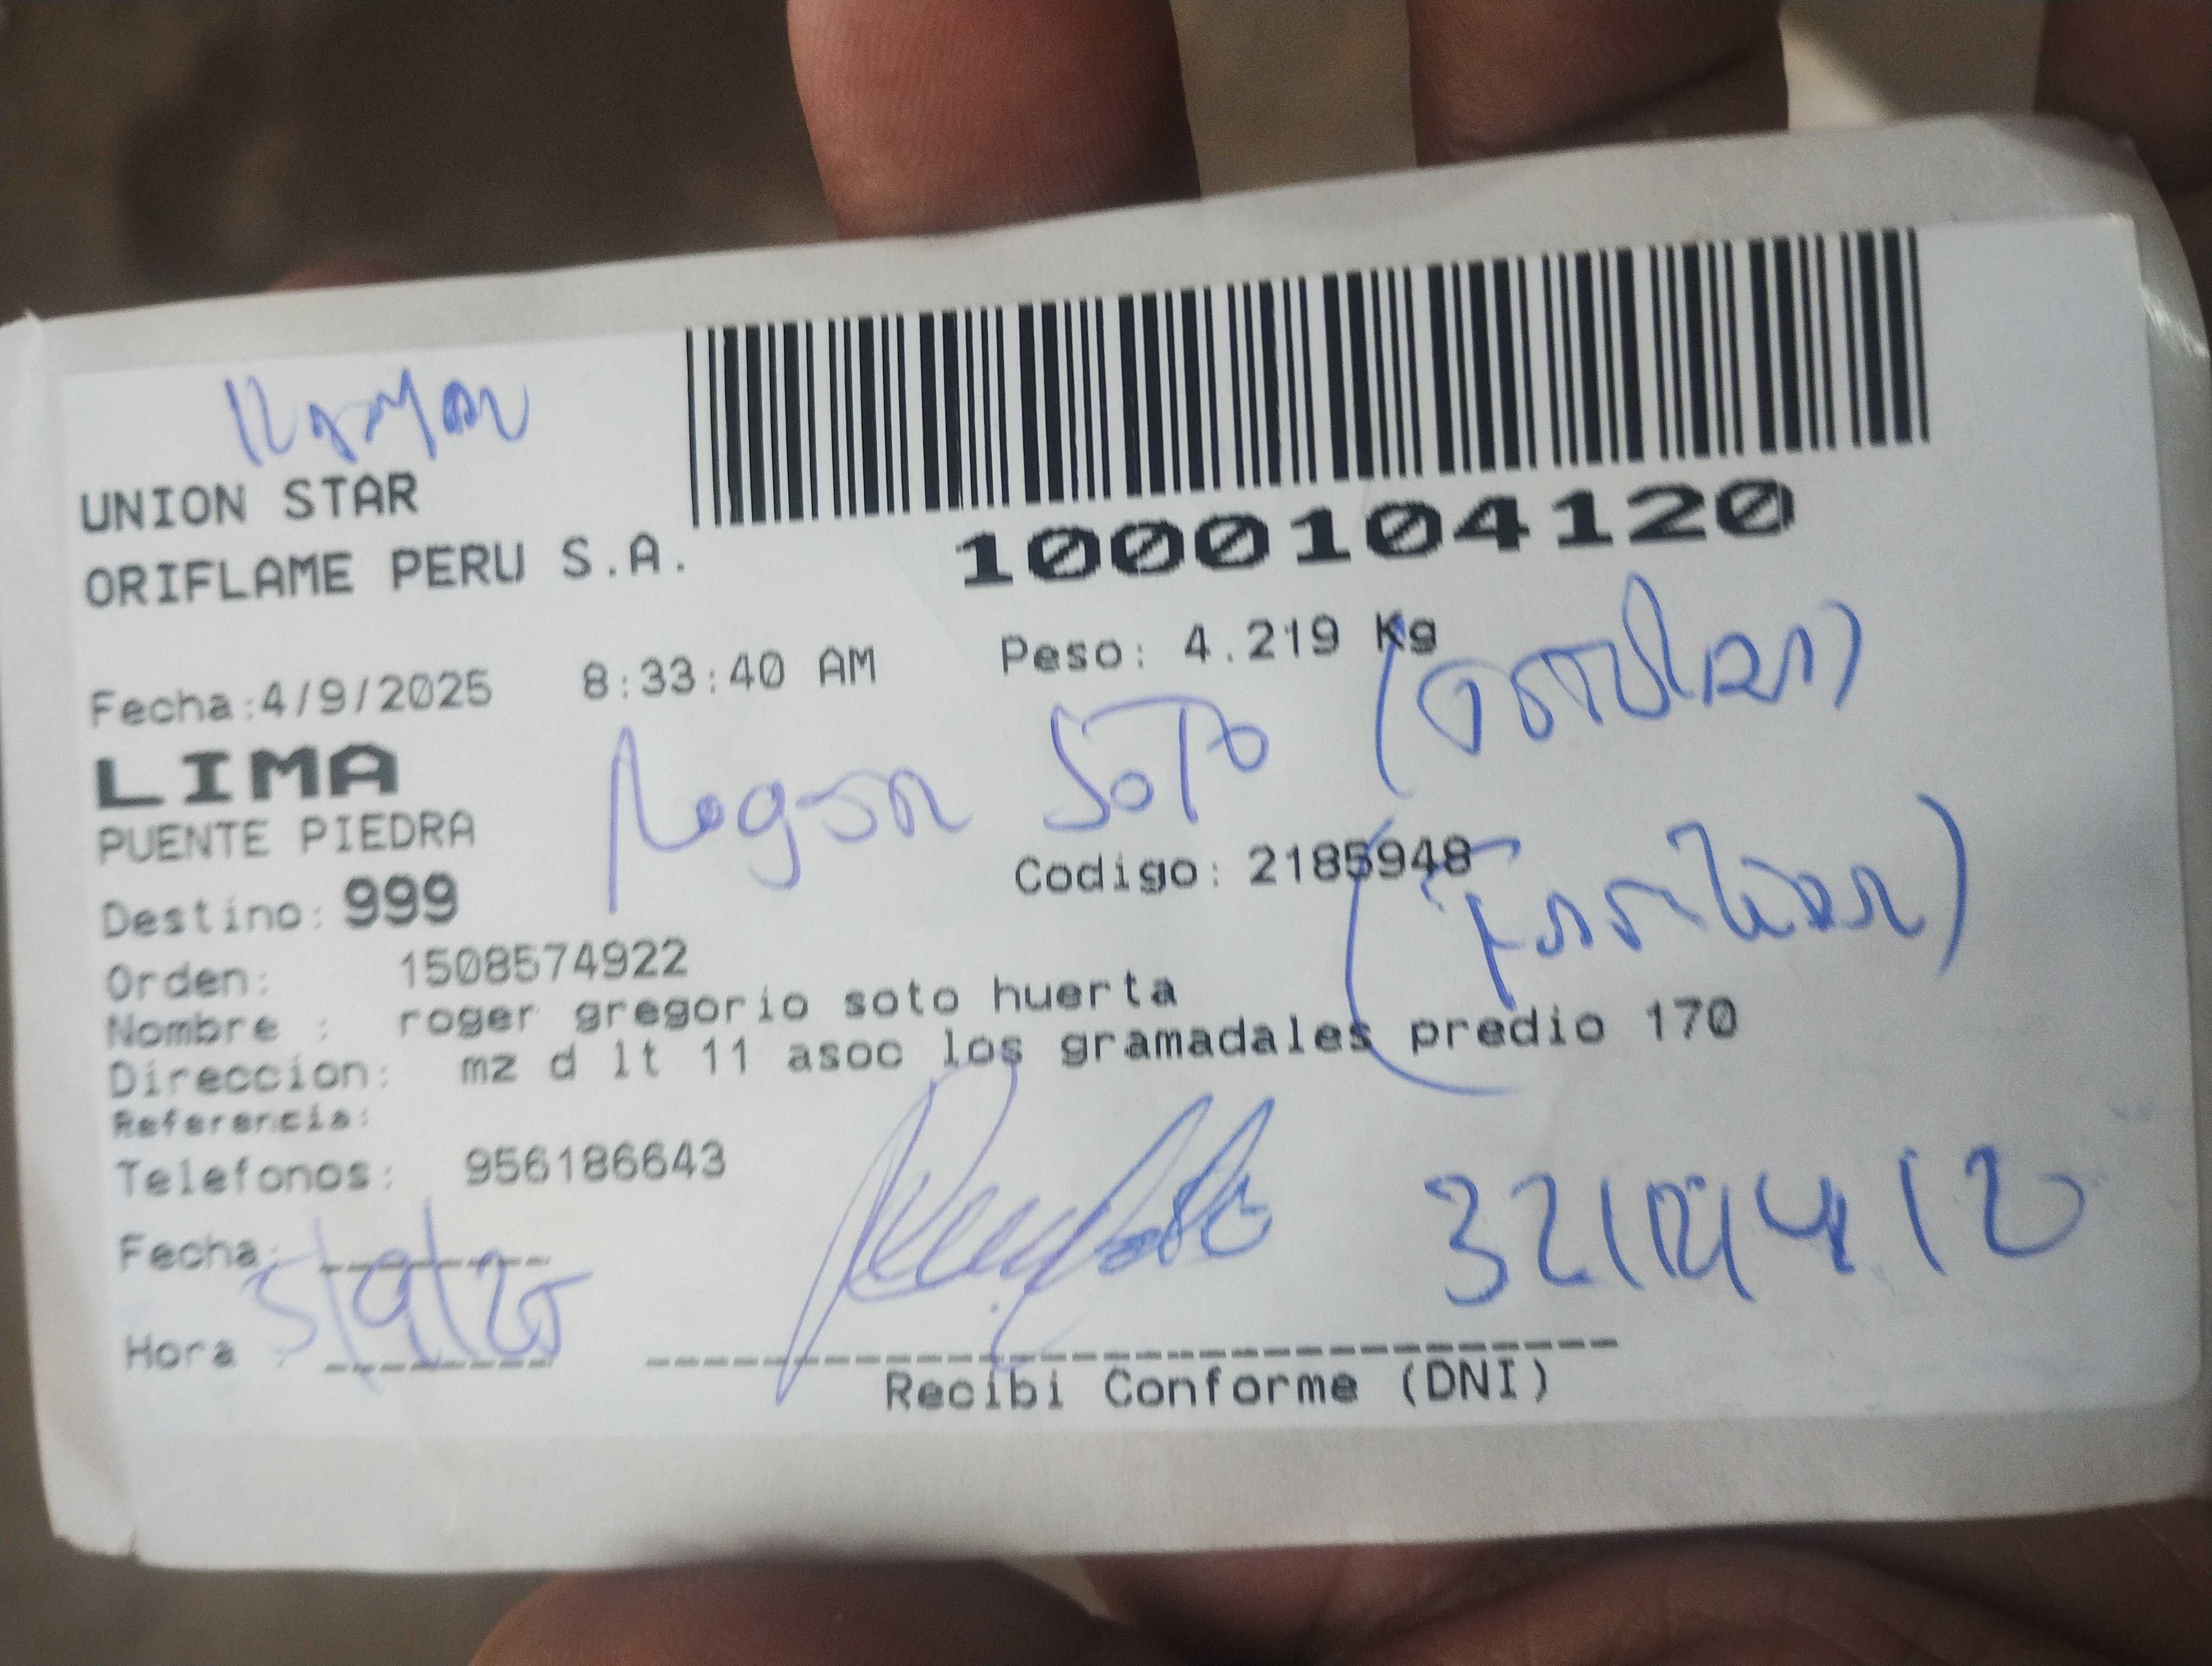 UNION STAR
ORIFLAME PERU S.A.
1000104120
Fecha:4/9/2025 8:33:40 AM Peso: 4.219 Kg
LIMA
PUENTE PIEDRA
Soto
Destino: 999 Codigo: 2185948
Orden: 1508574922
Nombre : roger gregorio soto huerta
Direccion: mz d lt 11 asoc los gramadales predio 170
Referencia:
Telefonos: 956186643
Fecha:
5/9/25
Hora :
Recibi Conforme (DNI)